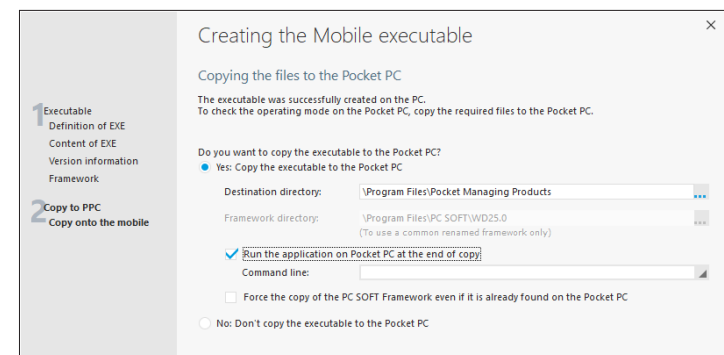 Creating the Mobile executable
Copying the files to the Pocket PC
The executable was successfully created on the PC.
To check the operating mode on the Pocket PC, copy the required files to the Pocket PC.
1 Executable
Definition of EXE
Content of EXE
Version information
Framework
2 Copy to PPC
Copy onto the mobile
Do you want to copy the executable to the Pocket PC?
Yes: Copy the executable to the Pocket PC
Destination directory: \Program Files\Pocket Managing Products ...
Framework directory: \Program Files\PC SOFT\WD25.0 ...
(To use a common renamed framework only)
Run the application on Pocket PC at the end of copy
Command line:
Force the copy of the PC SOFT Framework even if it is already found on the Pocket PC
No: Don't copy the executable to the Pocket PC